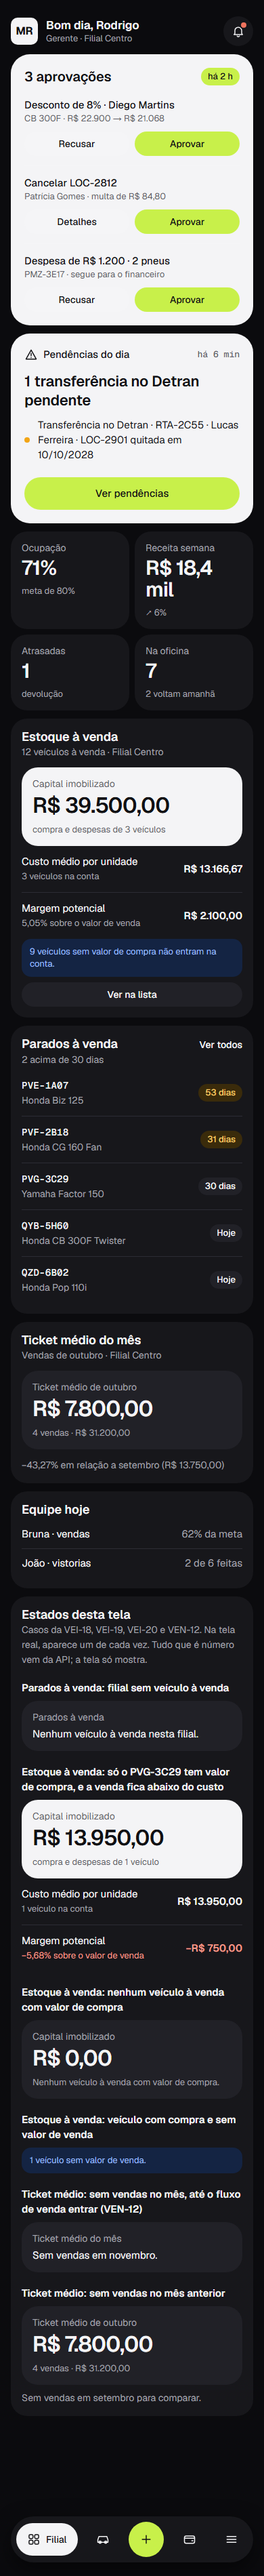 MR
Bom dia, Rodrigo
Gerente · Filial Centro
3 aprovações
há 2 h
Desconto de 8% · Diego Martins
CB 300F · R$ 22.900 → R$ 21.068
Recusar
Aprovar
Cancelar LOC-2812
Patrícia Gomes · multa de R$ 84,80
Detalhes
Aprovar
Despesa de R$ 1.200 · 2 pneus
PMZ-3E17 · segue para o financeiro
Recusar
Aprovar
Pendências do dia
há 6 min
1 transferência no Detran
pendente
Transferência no Detran · RTA-2C55 · Lucas
Ferreira · LOC-2901 quitada em
10/10/2028
Ver pendências
Ocupação
71%
meta de 80%
Receita semana
R$ 18,4
mil
↗ 6%
Atrasadas
1
devolução
Na oficina
7
2 voltam amanhã
Estoque à venda
12 veículos à venda · Filial Centro
Capital imobilizado
R$ 39.500,00
compra e despesas de 3 veículos
Custo médio por unidade
3 veículos na conta
R$ 13.166,67
Margem potencial
5,05% sobre o valor de venda
R$ 2.100,00
9 veículos sem valor de compra não entram na
conta.
Ver na lista
Parados à venda
Ver todos
2 acima de 30 dias
PVE-1A07
Honda Biz 125
53 dias
PVF-2B18
Honda CG 160 Fan
31 dias
PVG-3C29
Yamaha Factor 150
30 dias
QYB-5H60
Honda CB 300F Twister
Hoje
QZD-6B02
Honda Pop 110i
Hoje
Ticket médio do mês
Vendas de outubro · Filial Centro
Ticket médio de outubro
R$ 7.800,00
4 vendas · R$ 31.200,00
−43,27% em relação a setembro (R$ 13.750,00)
Equipe hoje
Bruna · vendas
62% da meta
João · vistorias
2 de 6 feitas
Estados desta tela
Casos da VEI-18, VEI-19, VEI-20 e VEN-12. Na tela
real, aparece um de cada vez. Tudo que é número
vem da API; a tela só mostra.
Parados à venda: filial sem veículo à venda
Parados à venda
Nenhum veículo à venda nesta filial.
Estoque à venda: só o PVG-3C29 tem valor
de compra, e a venda fica abaixo do custo
Capital imobilizado
R$ 13.950,00
compra e despesas de 1 veículo
Custo médio por unidade
1 veículo na conta
R$ 13.950,00
Margem potencial
−5,68% sobre o valor de venda
−R$ 750,00
Estoque à venda: nenhum veículo à venda
com valor de compra
Capital imobilizado
R$ 0,00
Nenhum veículo à venda com valor de compra.
Estoque à venda: veículo com compra e sem
valor de venda
1 veículo sem valor de venda.
Ticket médio: sem vendas no mês, até o fluxo
de venda entrar (VEN-12)
Ticket médio do mês
Sem vendas em novembro.
Ticket médio: sem vendas no mês anterior
Ticket médio de outubro
R$ 7.800,00
4 vendas · R$ 31.200,00
Sem vendas em setembro para comparar.
Filial